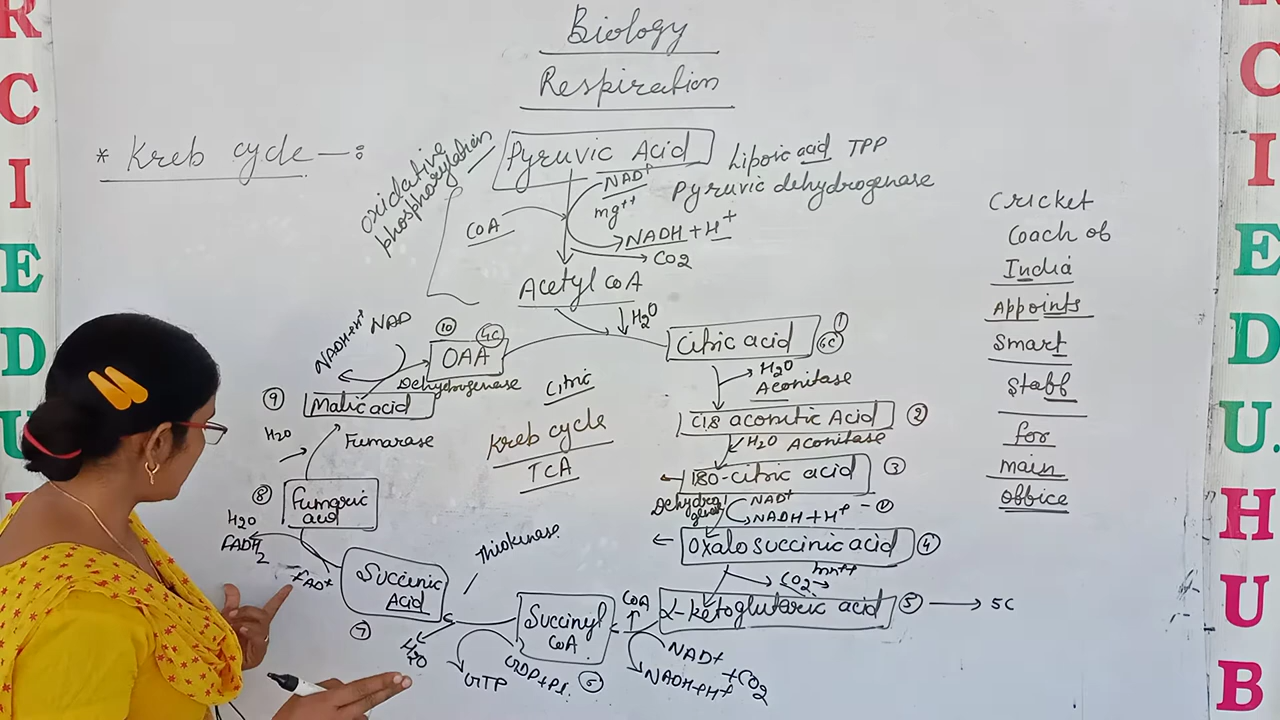 Biology
Respiration
* Kreb cycle —:
oxidative
phosphorylation
Pyruvic Acid
Lipoic acid TPP
Pyruvic dehydrogenase
NAD+
mg++
CoA
NADH + H+
CO2
Acetyl CoA
H2O
Citric acid
1
6C
H2O
Aconitase
Cis aconitic Acid
2
H2O Aconitase
Iso-citric acid
3
Dehydrogenase
NAD+
NADH + H+
Oxalo succinic acid
4
CO2
mn++
α-ketoglutaric acid
5
5C
CoA
NAD+
NADH+H+
+CO2
Succinyl
CoA
6
GDP+Pi
GTP
H2O
Thiokinase
Succinic
Acid
7
FAD+
FADH2
H2O
8
Fumaric
acid
H2O
Fumarase
9
Malic acid
NAD
NADH+H+
Dehydrogenase
10
4C
OAA
Citric
Kreb cycle
TCA
Cricket
Coach of
India
Appoints
Smart
Staff
for
main
office
R
C
I
E
D
U
C
I
E
D
U.
H
U
B